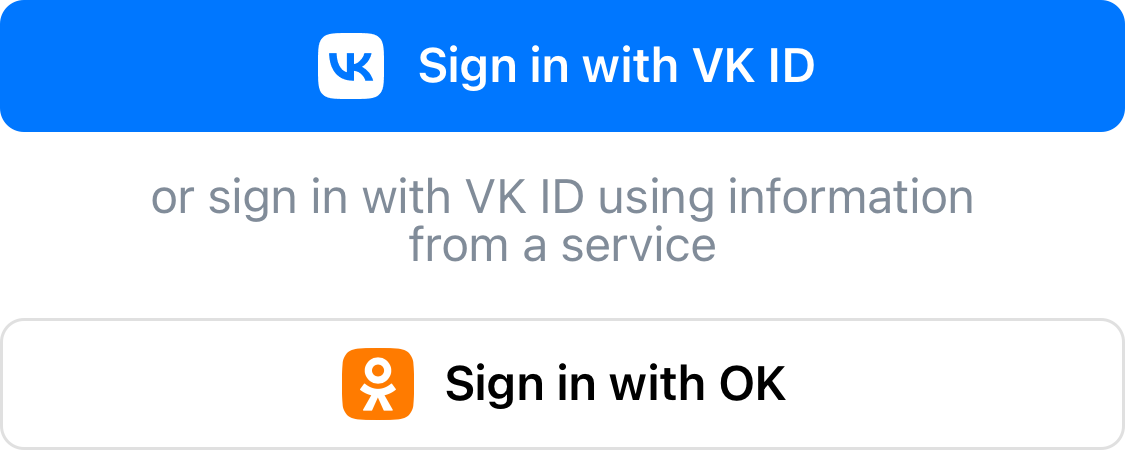 VK Sign in with VK ID
or sign in with VK ID using information
from a service
Sign in with OK